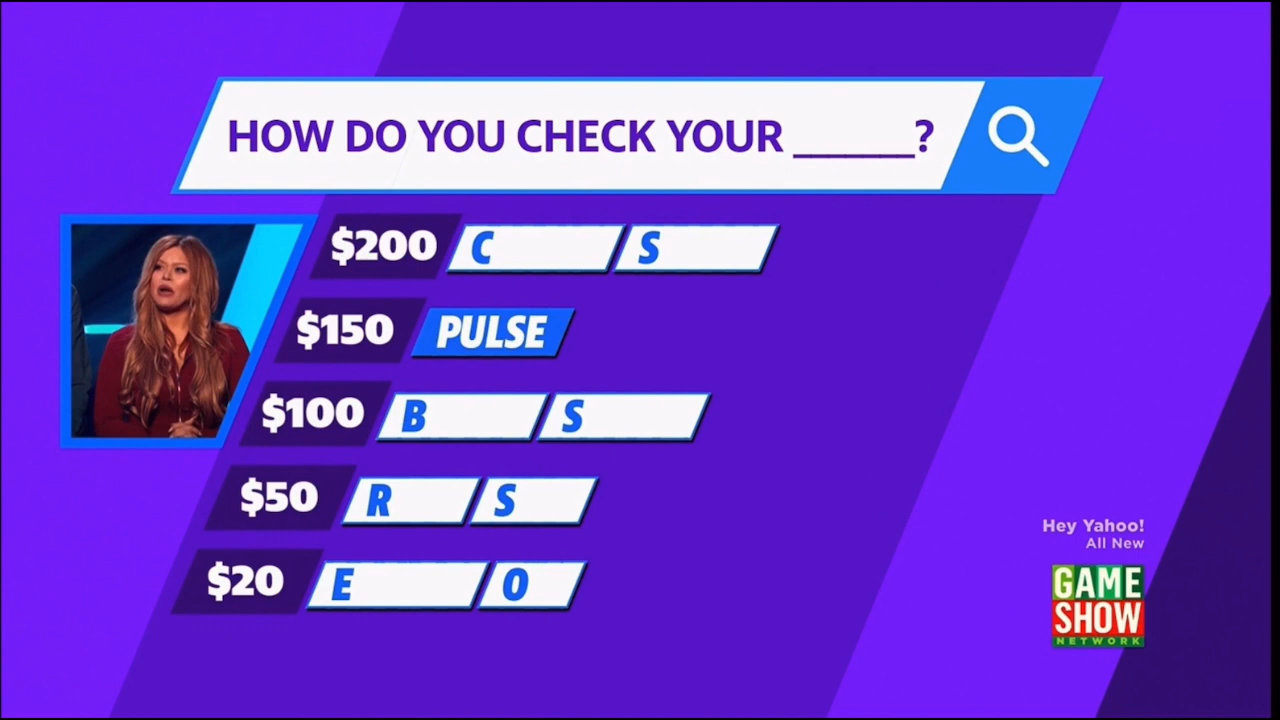 HOW DO YOU CHECK YOUR ______?
$200 C S
$150 PULSE
$100 B S
$50 R S
$20 E O
Hey Yahoo!
All New
GAME
SHOW
NETWORK